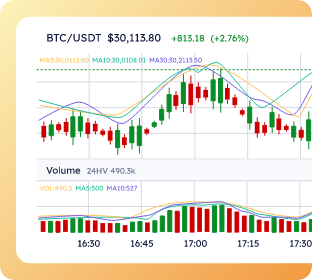 BTC/USDT $30,113.80 +813.18 (+2.76%)
MA5:50,0113.80 MA10:30,0108.01 MA30:30,2113.50
Volume 24HV 490.3k
VOL:490.5 MA5:500 MA10:527
16:30 16:45 17:00 17:15 17:30